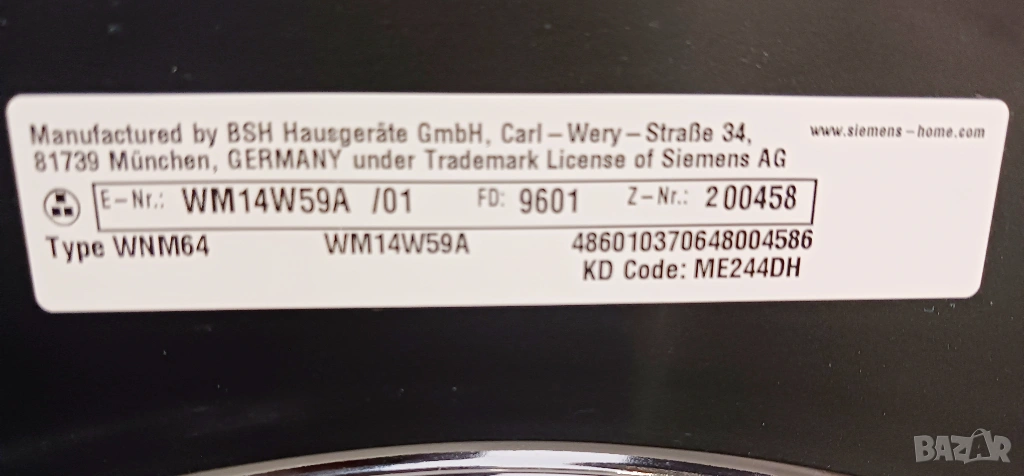 Manufactured by BSH Hausgeräte GmbH, Carl-Wery-Straße 34,
www.siemens-home.com
81739 München, GERMANY under Trademark License of Siemens AG
E-Nr.: WM14W59A /01 FD: 9601 Z-Nr.: 200458
Type WNM64 WM14W59A 486010370648004586
KD Code: ME244DH
BAZAR